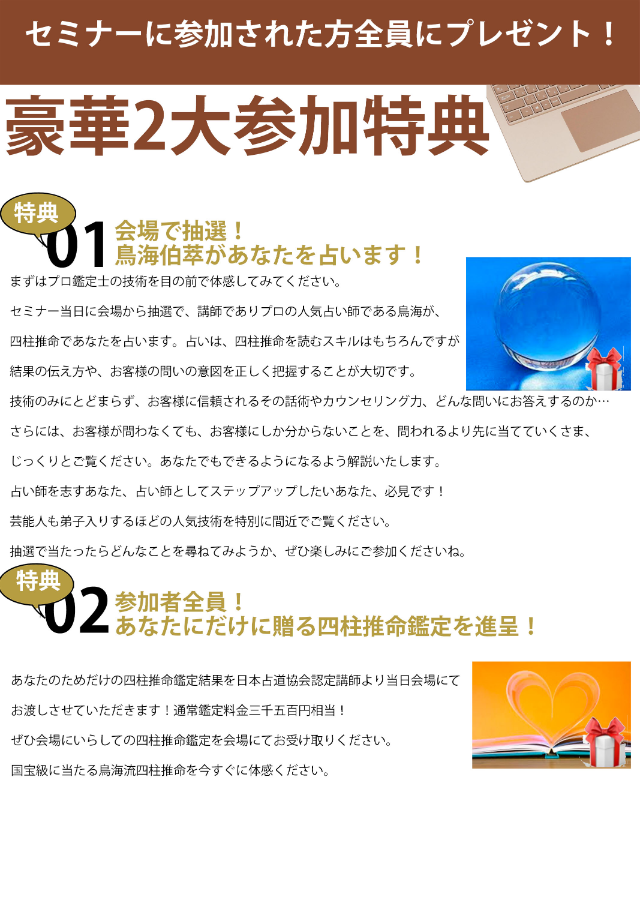 セミナーに参加された方全員にプレゼント！
豪華2大参加特典
特典
01
会場で抽選！
鳥海伯萃があなたを占います！
まずはプロ鑑定士の技術を目の前で体感してみてください。
セミナー当日に会場から抽選で、講師でありプロの人気占い師である鳥海が、
四柱推命であなたを占います。占いは、四柱推命を読むスキルはもちろんですが
結果の伝え方や、お客様の問いの意図を正しく把握することが大切です。
技術のみにとどまらず、お客様に信頼されるその話術やカウンセリング力、どんな問いにお答えするのか…
さらには、お客様が問わなくても、お客様にしか分からないことを、問われるより先に当てていくさま、
じっくりとご覧ください。あなたでもできるようになるよう解説いたします。
占い師を志すあなた、占い師としてステップアップしたいあなた、必見です！
芸能人も弟子入りするほどの人気技術を特別に間近でご覧ください。
抽選で当たったらどんなことを尋ねてみようか、ぜひ楽しみにご参加くださいね。
特典
02
参加者全員！
あなたにだけに贈る四柱推命鑑定を進呈！
あなたのためだけの四柱推命鑑定結果を日本占道協会認定講師より当日会場にて
お渡しさせていただきます！通常鑑定料金三千五百円相当！
ぜひ会場にいらしての四柱推命鑑定を会場にてお受け取りください。
国宝級に当たる鳥海流四柱推命を今すぐに体感ください。